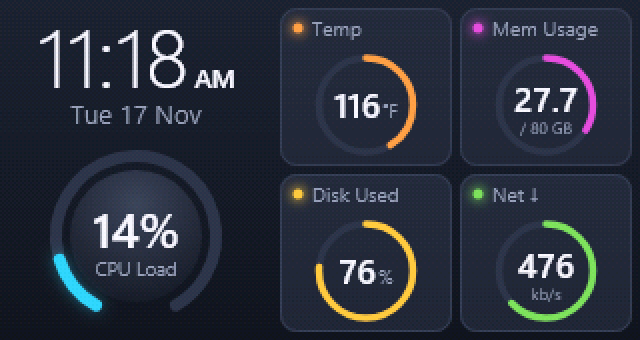 11:18 AM
Tue 17 Nov
14%
CPU Load
Temp
116 °F
Mem Usage
27.7
/ 80 GB
Disk Used
76 %
Net ↓
476
kb/s